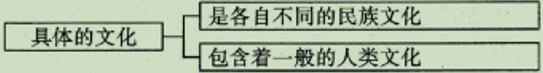 是各自不同的民族文化
具体的文化
包含着一般的人类文化